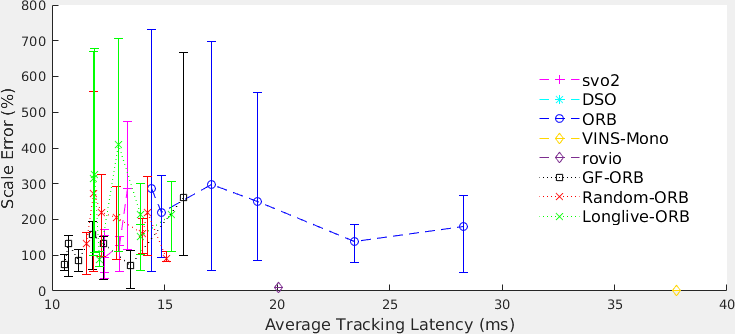 800
700
600
500
400
300
200
100
0
Scale Error (%)
svo2
DSO
ORB
VINS-Mono
rovio
GF-ORB
Random-ORB
Longlive-ORB
10 15 20 25 30 35 40
Average Tracking Latency (ms)